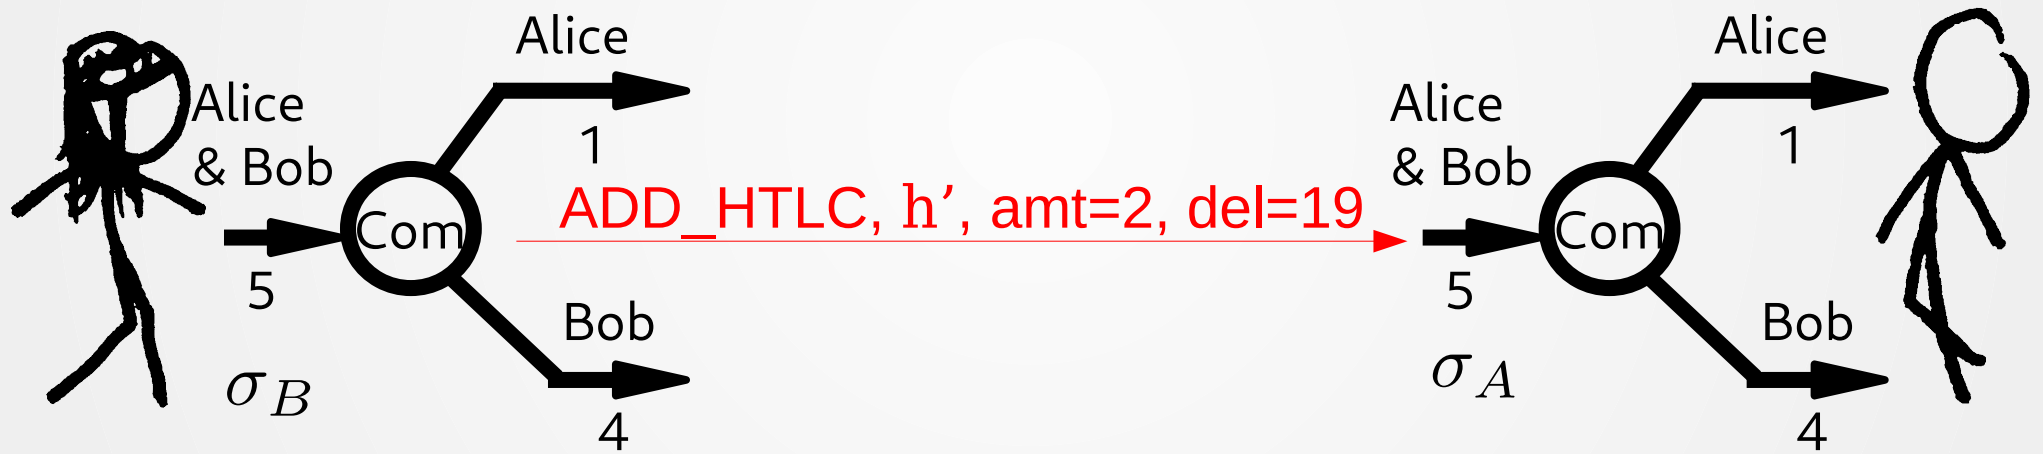 Alice
1
Alice
& Bob
5
Com
Bob
4
σB
ADD_HTLC, h’, amt=2, del=19
Alice
1
Alice
& Bob
5
Com
Bob
4
σA